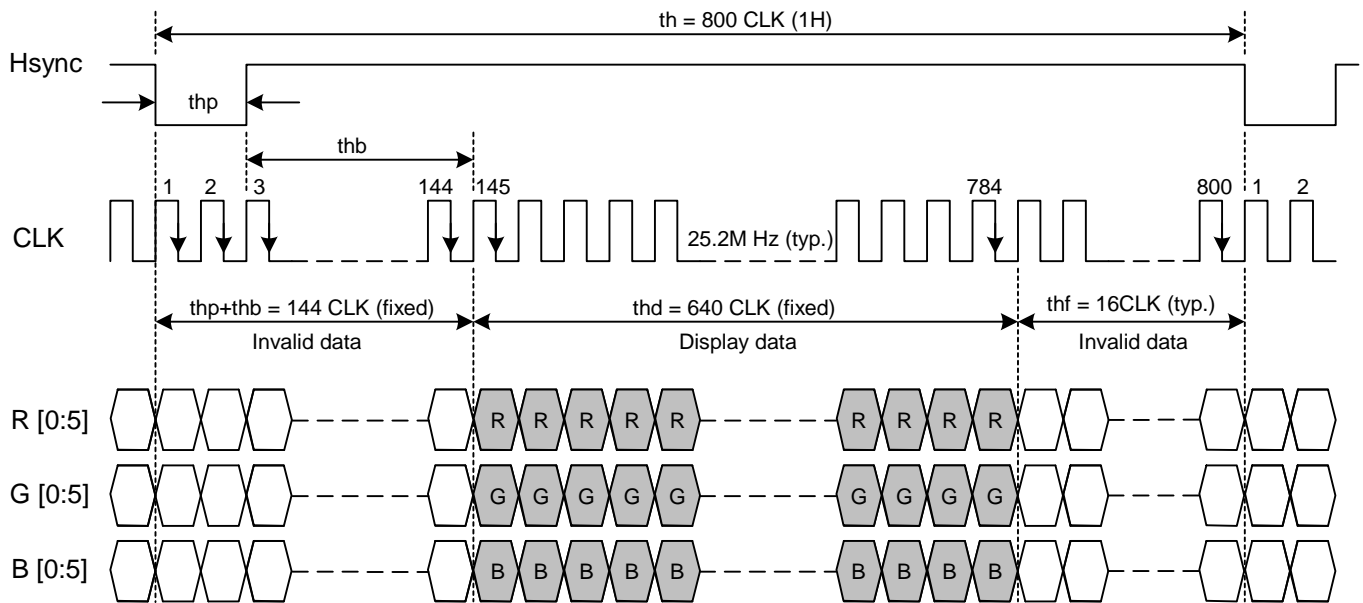 th = 800 CLK (1H)
Hsync
thp
thb
1 2 3 144 145 784 800 1 2
CLK
25.2M Hz (typ.)
thp+thb = 144 CLK (fixed) thd = 640 CLK (fixed) thf = 16CLK (typ.)
Invalid data Display data Invalid data
R [0:5] R R R R R R R R R
G [0:5] G G G G G G G G G
B [0:5] B B B B B B B B B